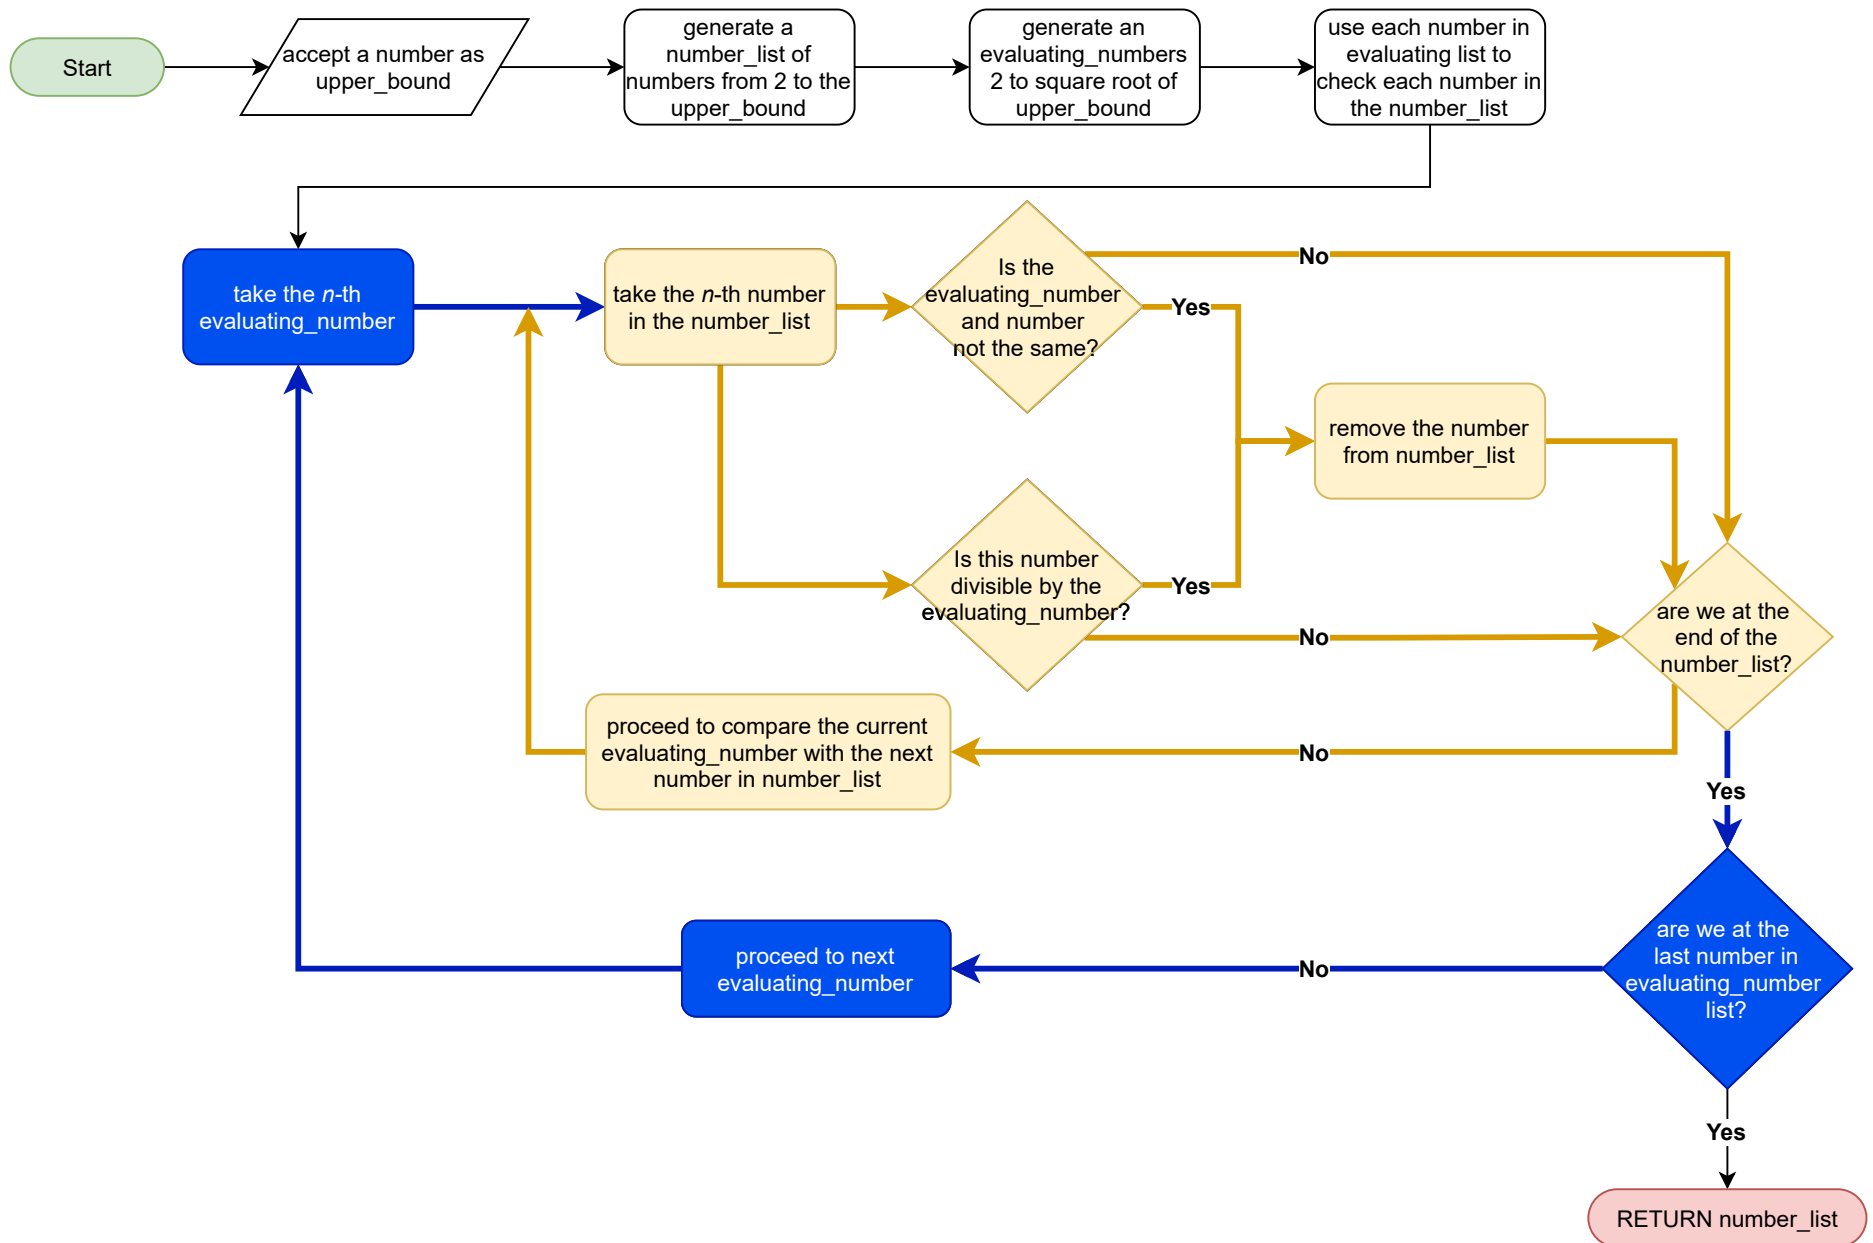 Start
accept a number as
upper_bound
generate a
number_list of
numbers from 2 to the
upper_bound
generate an
evaluating_numbers
2 to square root of
upper_bound
use each number in
evaluating list to
check each number in
the number_list
take the n-th
evaluating_number
take the n-th number
in the number_list
Is the
evaluating_number
and number
not the same?
No
Yes
remove the number
from number_list
Is this number
divisible by the
evaluating_number?
Yes
No
are we at the
end of the
number_list?
proceed to compare the current
evaluating_number with the next
number in number_list
No
Yes
are we at the
last number in
evaluating_number
list?
No
proceed to next
evaluating_number
Yes
RETURN number_list